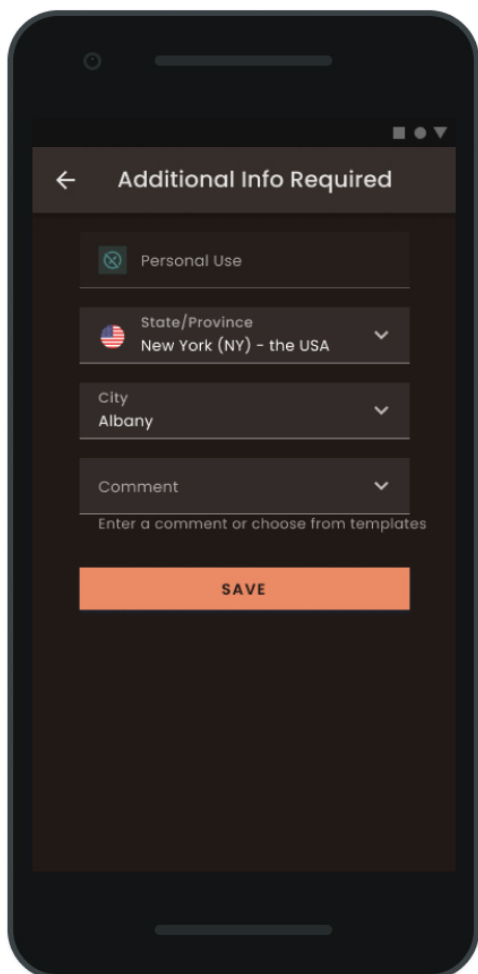 Additional Info Required
Personal Use
State/Province
New York (NY) - the USA
City
Albany
Comment
Enter a comment or choose from templates
SAVE